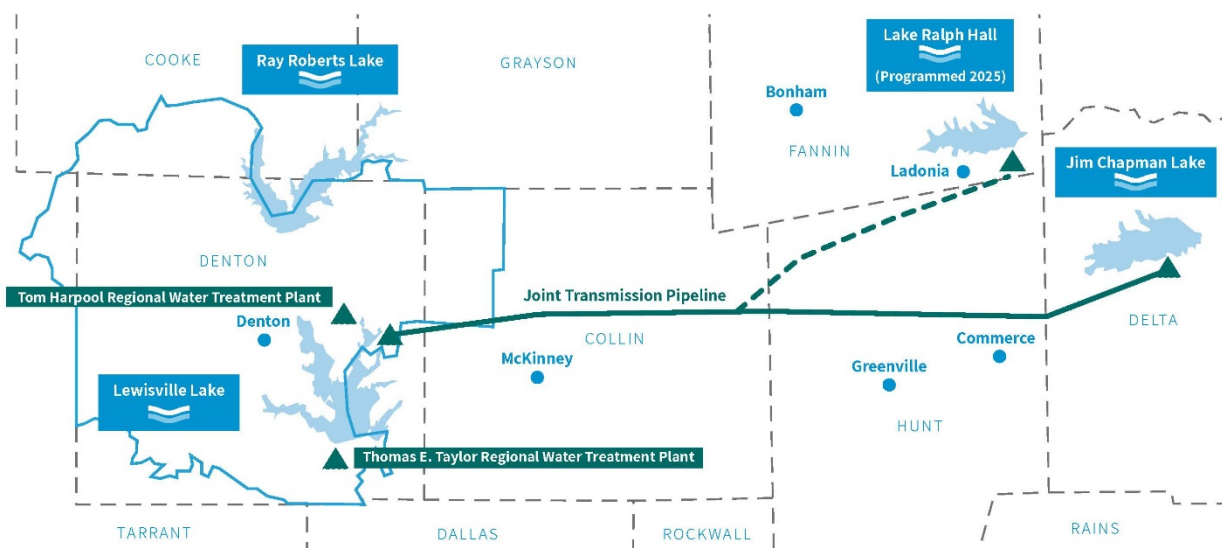 COOKE
Ray Roberts Lake
GRAYSON
Lake Ralph Hall
(Programmed 2025)
Bonham
FANNIN
Ladonia
Jim Chapman Lake
DENTON
Tom Harpool Regional Water Treatment Plant
Joint Transmission Pipeline
Denton
COLLIN
DELTA
McKinney
Commerce
Greenville
Lewisville Lake
HUNT
Thomas E. Taylor Regional Water Treatment Plant
TARRANT
DALLAS
ROCKWALL
RAINS